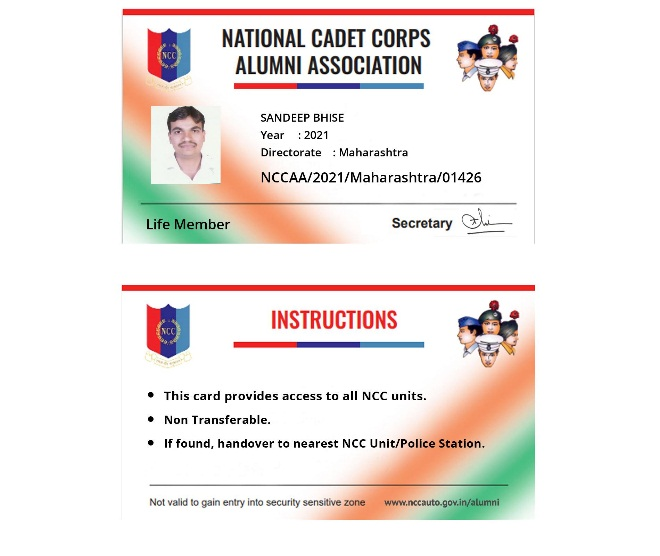 NCC
NATIONAL CADET CORPS
ALUMNI ASSOCIATION
SANDEEP BHISE
Year : 2021
Directorate : Maharashtra
NCCAA/2021/Maharashtra/01426
Life Member
Secretary
NCC
INSTRUCTIONS
• This card provides access to all NCC units.
• Non Transferable.
• If found, handover to nearest NCC Unit/Police Station.
Not valid to gain entry into security sensitive zone www.nccauto.gov.in/alumni